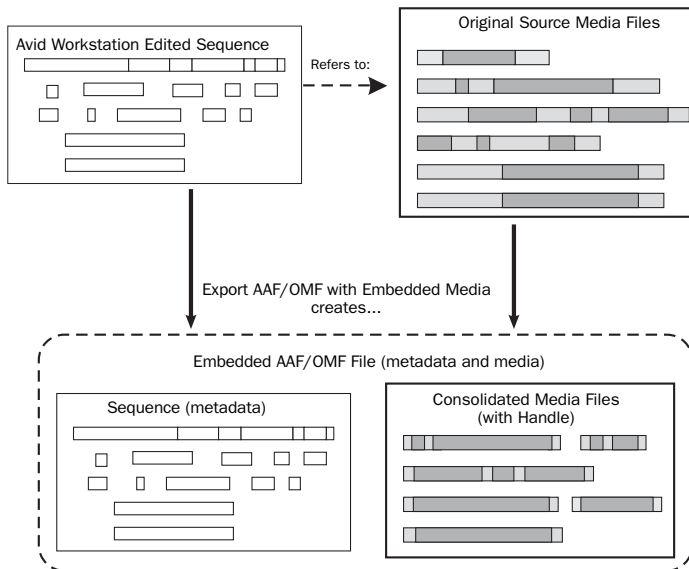 Avid Workstation Edited Sequence
Refers to:
Original Source Media Files
Export AAF/OMF with Embedded Media
creates...
Embedded AAF/OMF File (metadata and media)
Sequence (metadata)
Consolidated Media Files
(with Handle)